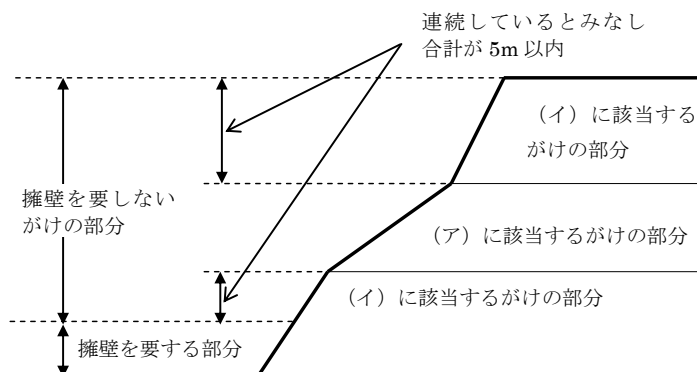 連続しているとみなし
合計が 5m 以内
（イ）に該当する
がけの部分
擁壁を要しない
がけの部分
（ア）に該当するがけの部分
（イ）に該当するがけの部分
擁壁を要する部分